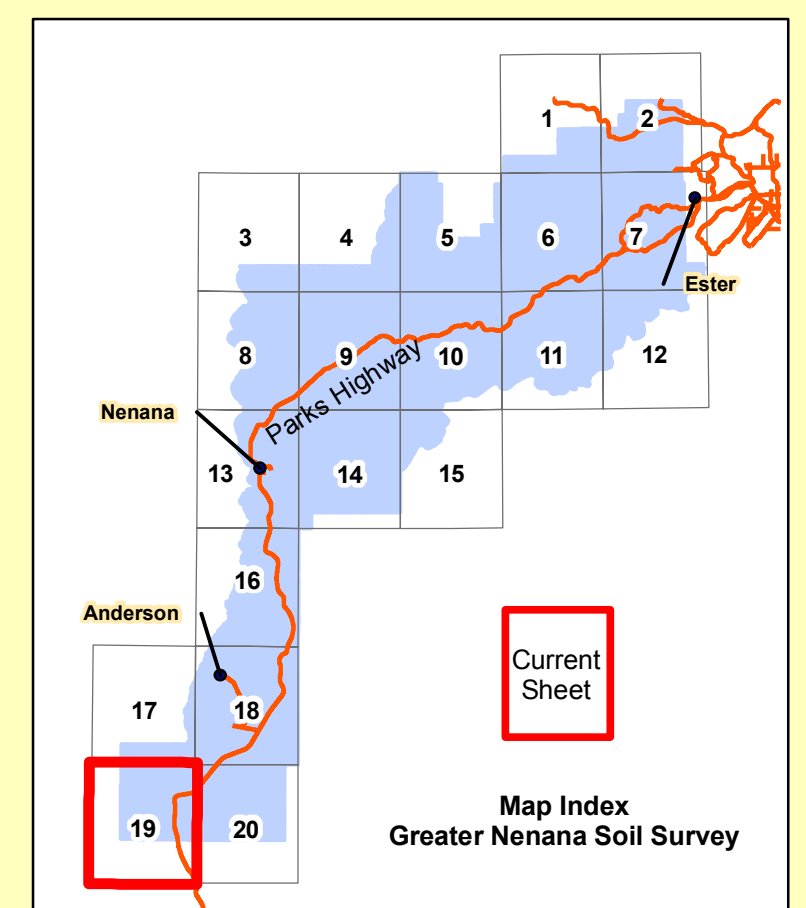 1
2
3
4
5
6
7
Ester
8
9
10
11
12
Parks Highway
Nenana
13
14
15
16
Anderson
Current
Sheet
17
18
Map Index
Greater Nenana Soil Survey
19
20